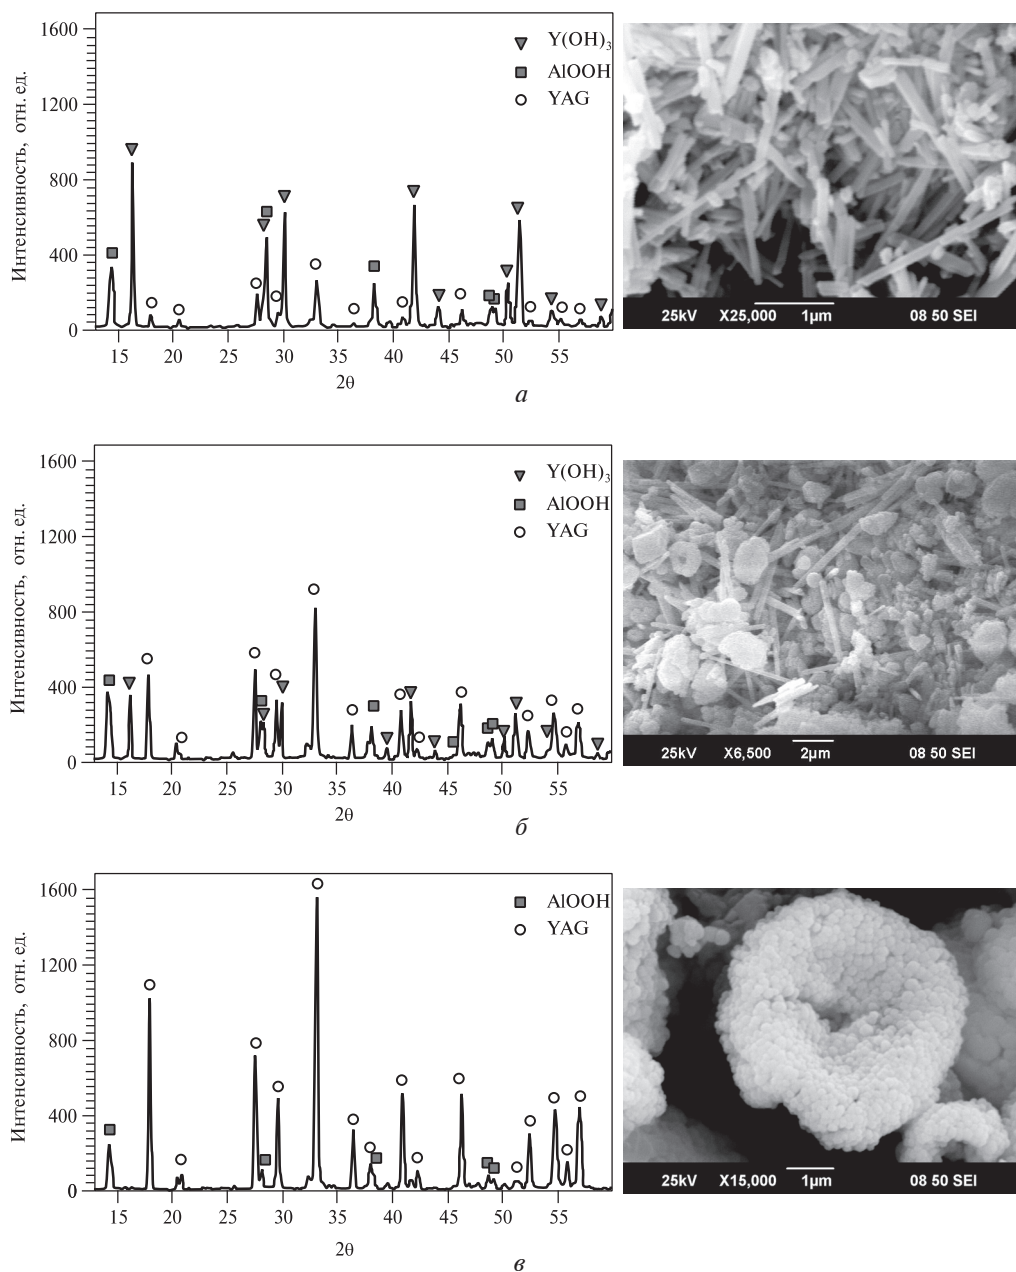 1600
1200
800
400
0
Интенсивность, отн. ед.
Y(OH)3
AlOOH
YAG
15 20 25 30 35 40 45 50 55
2θ
25kV X25,000 1µm 08 50 SEI
а
1600
1200
800
400
0
Интенсивность, отн. ед.
Y(OH)3
AlOOH
YAG
15 20 25 30 35 40 45 50 55
2θ
25kV X6,500 2µm 08 50 SEI
б
1600
1200
800
400
0
Интенсивность, отн. ед.
AlOOH
YAG
15 20 25 30 35 40 45 50 55
2θ
25kV X15,000 1µm 08 50 SEI
в